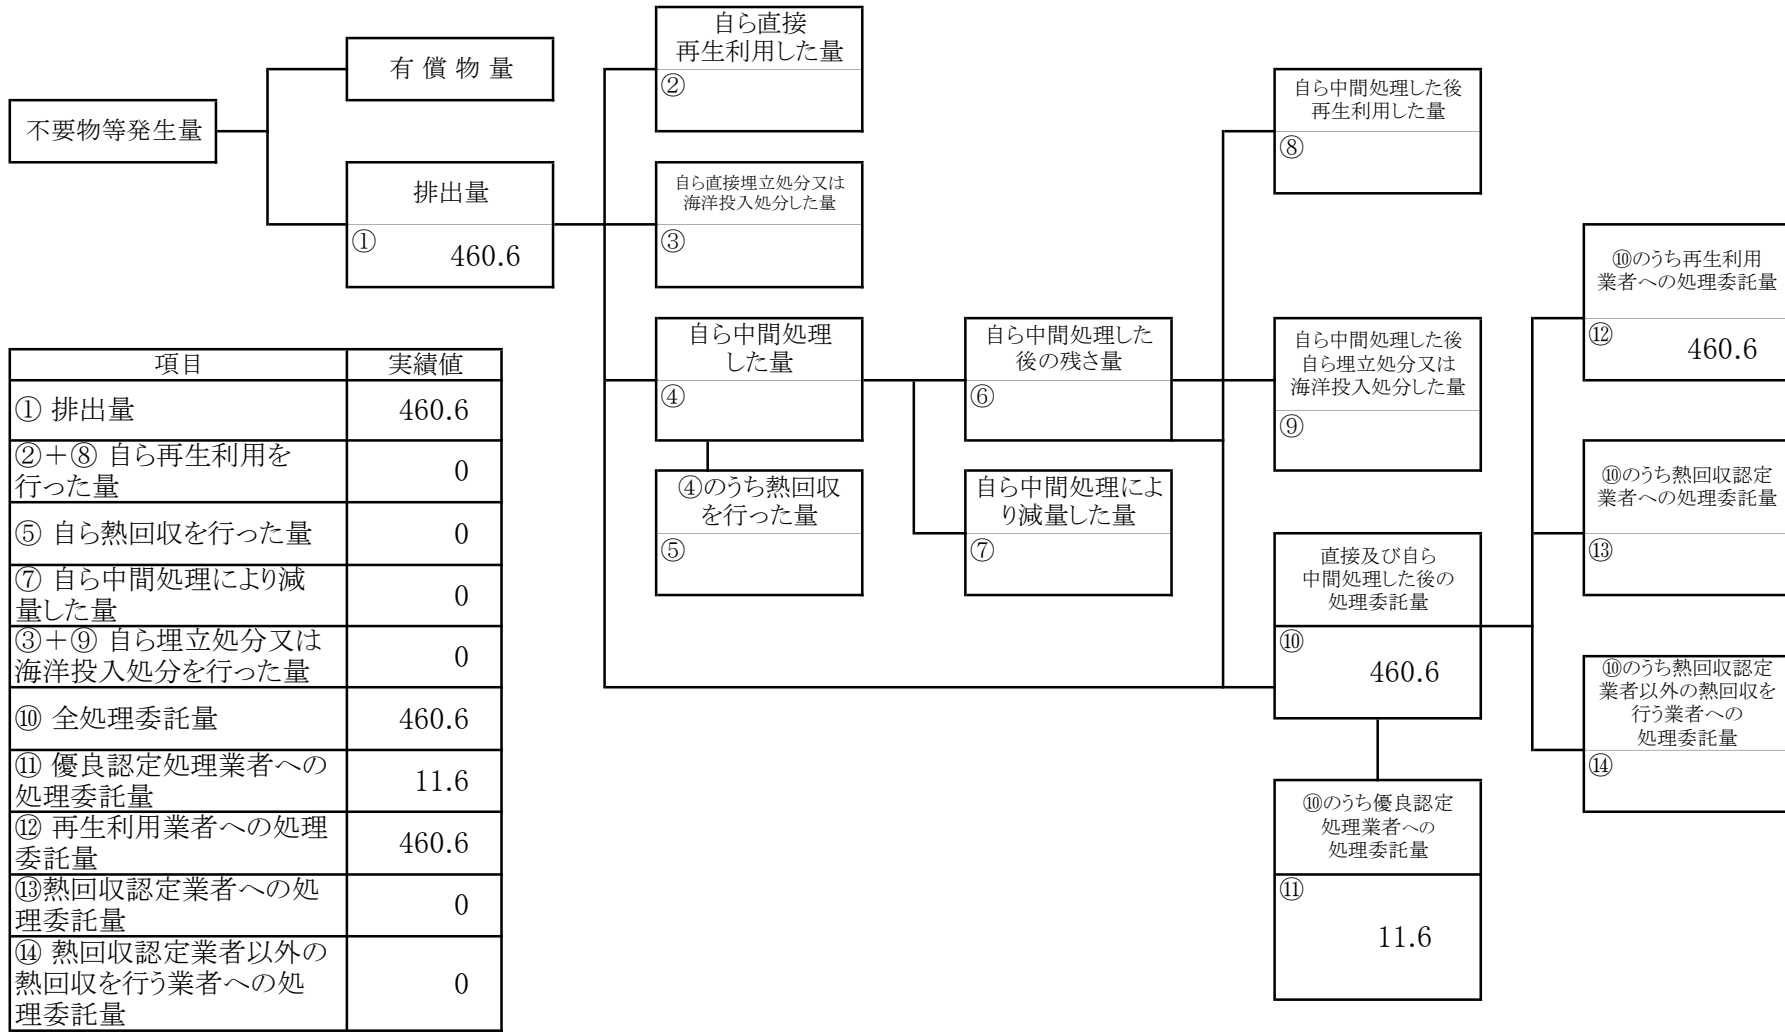 不要物等発生量
有 償 物 量
排出量
①
460.6
自ら直接
再生利用した量
②
自ら直接埋立処分又は
海洋投入処分した量
③
自ら中間処理
した量
④
④のうち熱回収
を行った量
⑤
自ら中間処理した
後の残さ量
⑥
自ら中間処理によ
り減量した量
⑦
自ら中間処理した後
再生利用した量
⑧
自ら中間処理した後
自ら埋立処分又は
海洋投入処分した量
⑨
直接及び自ら
中間処理した後の
処理委託量
⑩
460.6
⑩のうち優良認定
処理業者への
処理委託量
⑪
11.6
⑩のうち再生利用
業者への処理委託量
⑫
460.6
⑩のうち熱回収認定
業者への処理委託量
⑬
⑩のうち熱回収認定
業者以外の熱回収を
行う業者への
処理委託量
⑭
項目 実績値
① 排出量 460.6
②+⑧ 自ら再生利用を
行った量 0
⑤ 自ら熱回収を行った量 0
⑦ 自ら中間処理により減
量した量 0
③+⑨ 自ら埋立処分又は
海洋投入処分を行った量 0
⑩ 全処理委託量 460.6
⑪ 優良認定処理業者への
処理委託量 11.6
⑫ 再生利用業者への処理
委託量 460.6
⑬熱回収認定業者への処
理委託量 0
⑭ 熱回収認定業者以外の
熱回収を行う業者への処
理委託量 0